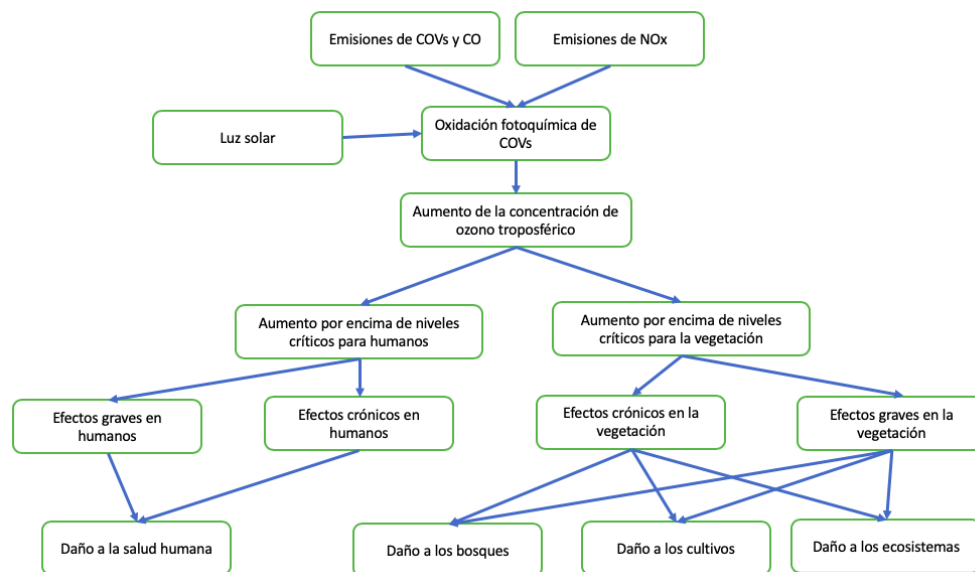 Emisiones de COVs y CO
Emisiones de NOx
Luz solar
Oxidación fotoquímica de
COVs
Aumento de la concentración de
ozono troposférico
Aumento por encima de niveles
críticos para humanos
Aumento por encima de niveles
críticos para la vegetación
Efectos graves en
humanos
Efectos crónicos en
humanos
Efectos crónicos en la
vegetación
Efectos graves en la
vegetación
Daño a la salud humana
Daño a los bosques
Daño a los cultivos
Daño a los ecosistemas